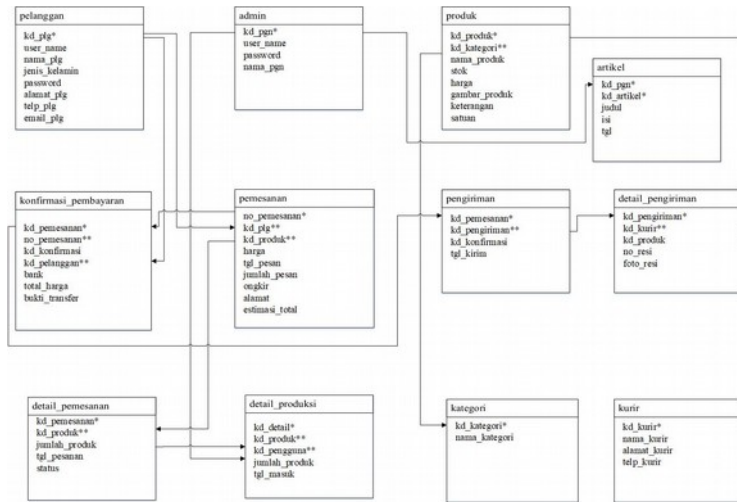 pelanggan
kd_plg*
user_name
nama_plg
jenis_kelamin
password
alamat_plg
telp_plg
email_plg
admin
kd_pgn*
user_name
password
nama_pgn
produk
kd_produk*
kd_kategori**
nama_produk
stok
harga
gambar_produk
keterangan
satuan
artikel
kd_pgn*
kd_artikel*
judul
isi
tgl
konfirmasi_pembayaran
kd_pemesanan*
no_pemesanan**
kd_konfirmasi
kd_pelanggan**
bank
total_harga
bukti_transfer
pemesanan
no_pemesanan*
kd_plg**
kd_produk**
harga
tgl_pesan
jumlah_pesan
ongkir
alamat
estimasi_total
pengiriman
kd_pemesanan*
kd_pengiriman**
kd_konfirmasi
tgl_kirim
detail_pengiriman
kd_pengiriman*
kd_kurir**
kd_produk
no_resi
foto_resi
detail_pemesanan
kd_pemesanan*
kd_produk**
jumlah_produk
tgl_pesanan
status
detail_produksi
kd_detail*
kd_produk**
kd_pengguna**
jumlah_produk
tgl_masuk
kategori
kd_kategori*
nama_kategori
kurir
kd_kurir*
nama_kurir
alamat_kurir
telp_kurir